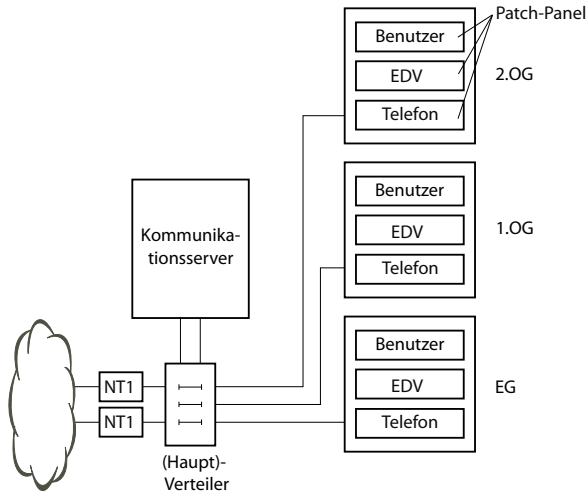 Patch-Panel
Benutzer
EDV
Telefon
2.OG
Benutzer
EDV
Telefon
1.OG
Kommunika-
tionsserver
Benutzer
EDV
Telefon
EG
NT1
NT1
(Haupt)-
Verteiler